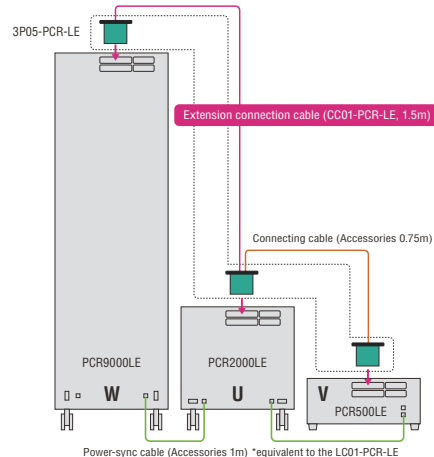 3P05-PCR-LE
Extension connection cable (CC01-PCR-LE, 1.5m)
Connecting cable (Accessories 0.75m)
PCR9000LE
W
PCR2000LE
U
V
PCR500LE
Power-sync cable (Accessories 1m) *equivalent to the LC01-PCR-LE